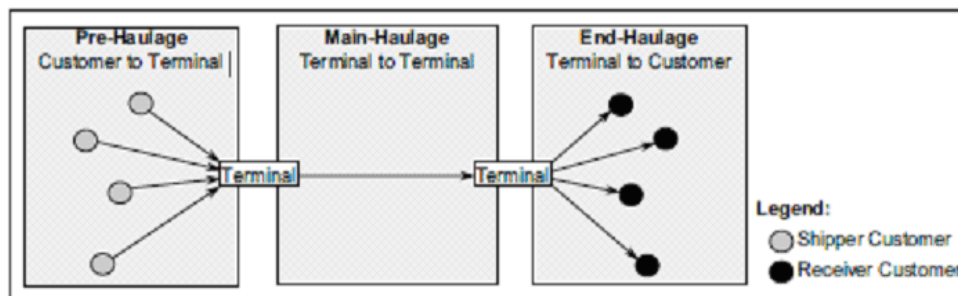 Pre-Haulage
Customer to Terminal
Main-Haulage
Terminal to Terminal
End-Haulage
Terminal to Customer
Terminal
Terminal
Legend:
Shipper Customer
Receiver Customer